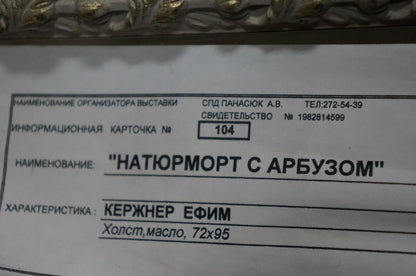 НАИМЕНОВАНИЕ ОРГАНИЗАТОРА ВЫСТАВКИ СПД ПАНАСЮК А.В. ТЕЛ:272-54-39
СВИДЕТЕЛЬСТВО № 1982814599
ИНФОРМАЦИОННАЯ КАРТОЧКА № 104
НАИМЕНОВАНИЕ: "НАТЮРМОРТ С АРБУЗОМ"
ХАРАКТЕРИСТИКА : КЕРЖНЕР ЕФИМ
Холст,масло, 72х95